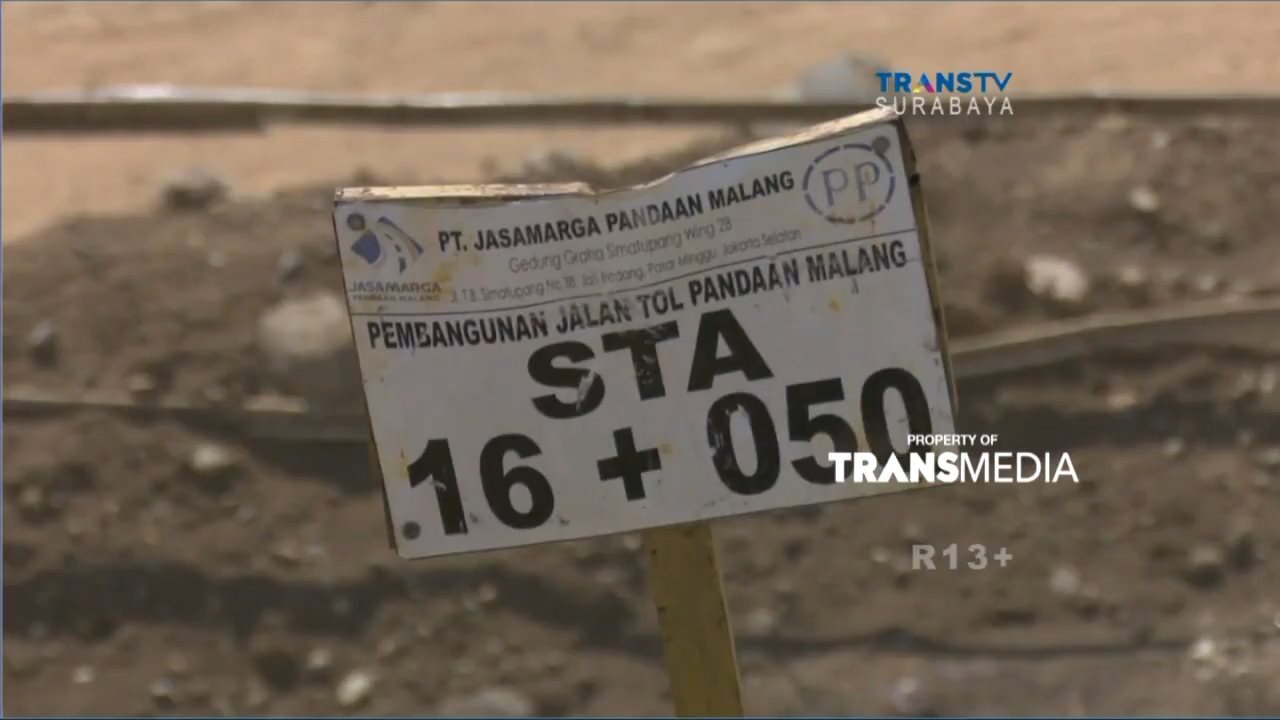 TRANSTV
SURABAYA
PT. JASAMARGA PANDAAN MALANG
PP
Gedung Graha Simatupang Wing 2B
Jl. T.B. Simatupang No.18B, Jati Padang, Pasar Minggu, Jakarta Selatan
JASAMARGA
PANDAAN MALANG
PEMBANGUNAN JALAN TOL PANDAAN MALANG
STA
16 + 050
PROPERTY OF
TRANSMEDIA
R13+